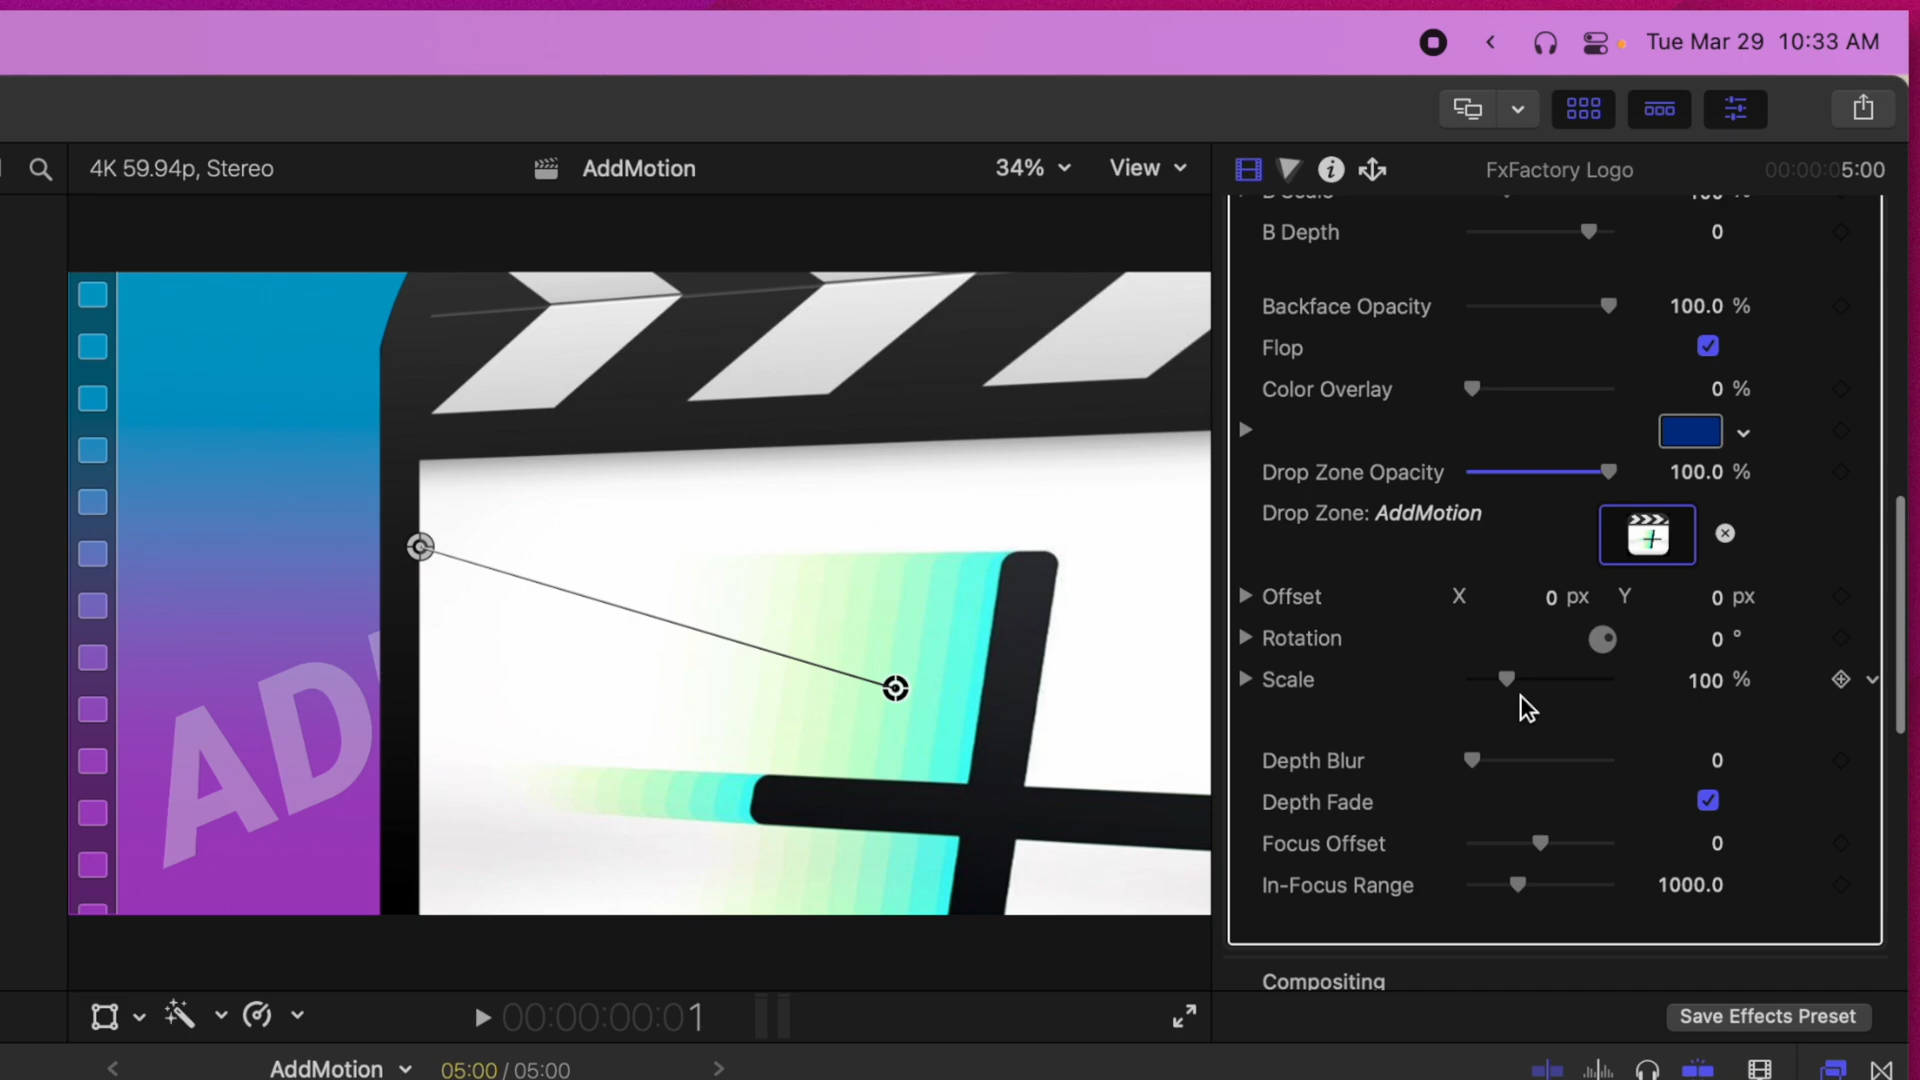 Tue Mar 29 10:33 AM
4K 59.94p, Stereo
AddMotion
34%
View
FxFactory Logo
00:00:05:00
B Scale 100 %
B Depth 0
Backface Opacity 100.0 %
Flop
Color Overlay 0 %
Drop Zone Opacity 100.0 %
Drop Zone: AddMotion
Offset X 0 px Y 0 px
Rotation 0 °
Scale 100 %
Depth Blur 0
Depth Fade
Focus Offset 0
In-Focus Range 1000.0
Compositing
AD
00:00:00:01
Save Effects Preset
AddMotion
05:00 / 05:00